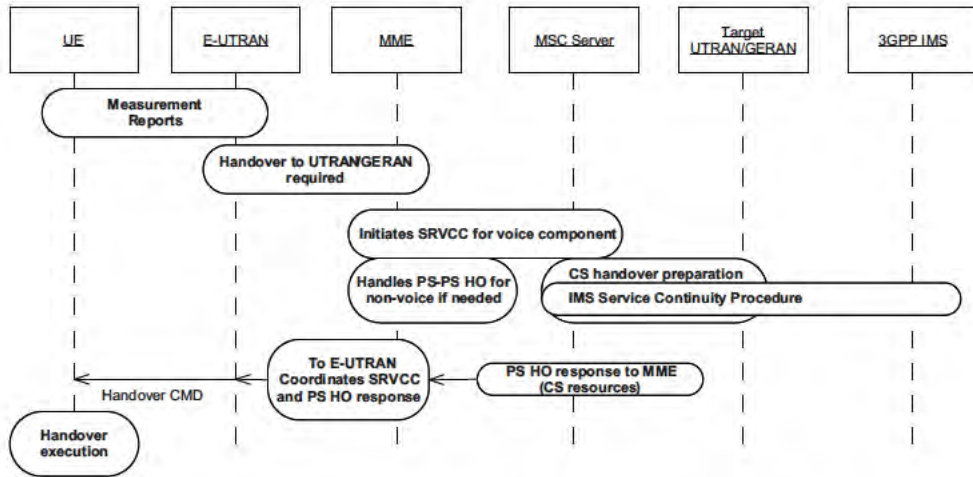 UE
E-UTRAN
MME
MSC Server
Target
UTRAN/GERAN
3GPP IMS
Measurement
Reports
Handover to UTRAN/GERAN
required
Initiates SRVCC for voice component
Handles PS-PS HO for
non-voice if needed
CS handover preparation
IMS Service Continuity Procedure
To E-UTRAN
Coordinates SRVCC
and PS HO response
PS HO response to MME
(CS resources)
Handover CMD
Handover
execution